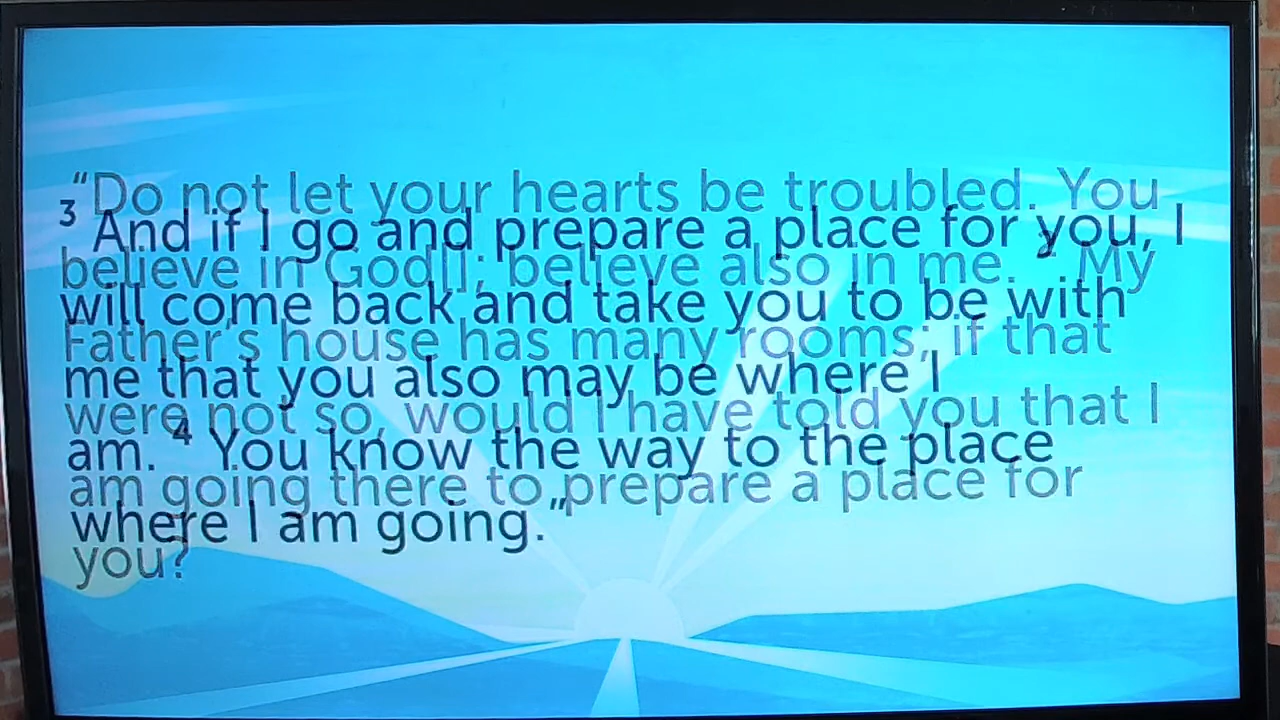 “Do not let your hearts be troubled. You
believe in God[]; believe also in me. ² My
Father’s house has many rooms; if that
were not so, would I have told you that I
am going there to prepare a place for
you?
³ And if I go and prepare a place for you, I
will come back and take you to be with
me that you also may be where I
am. ⁴ You know the way to the place
where I am going.”